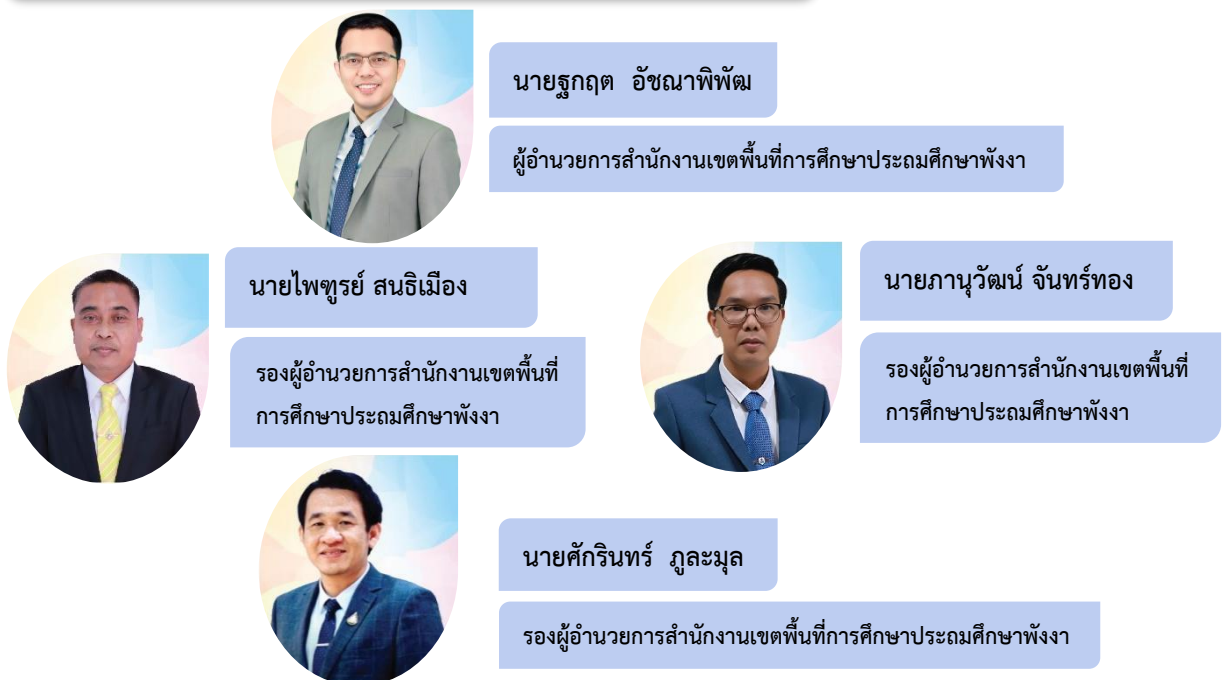 นายฐกฤต อัชณาพิพัฒ
ผู้อำนวยการสำนักงานเขตพื้นที่การศึกษาประถมศึกษาพังงา
นายไพฑูรย์ สนธิเมือง
รองผู้อำนวยการสำนักงานเขตพื้นที่
การศึกษาประถมศึกษาพังงา
นายภานุวัฒน์ จันทร์ทอง
รองผู้อำนวยการสำนักงานเขตพื้นที่
การศึกษาประถมศึกษาพังงา
นายศักรินทร์ ภูละมุล
รองผู้อำนวยการสำนักงานเขตพื้นที่การศึกษาประถมศึกษาพังงา